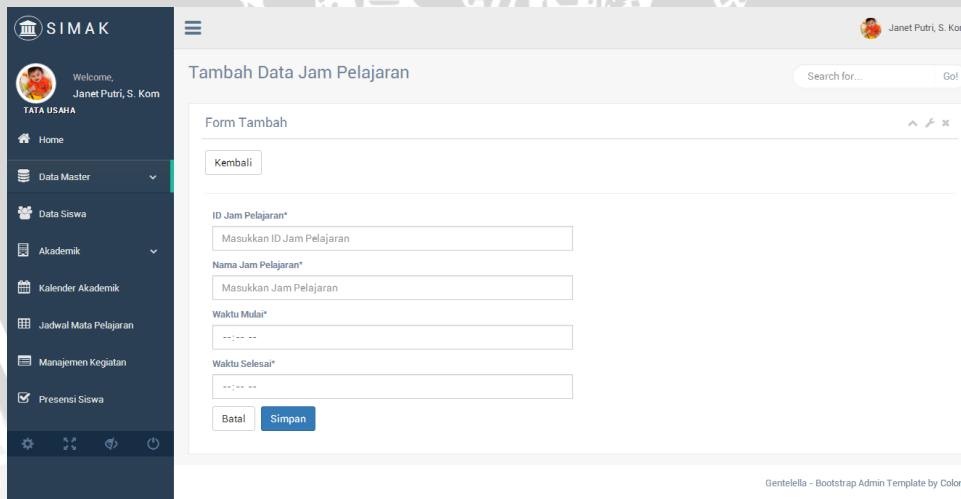 SIMAK
Janet Putri, S. Kom
Welcome,
Janet Putri, S. Kom
TATA USAHA
Tambah Data Jam Pelajaran
Search for...
Go!
Home
Data Master
Data Siswa
Akademik
Kalender Akademik
Jadwal Mata Pelajaran
Manajemen Kegiatan
Presensi Siswa
Form Tambah
Kembali
ID Jam Pelajaran*
Masukkan ID Jam Pelajaran
Nama Jam Pelajaran*
Masukkan Jam Pelajaran
Waktu Mulai*
--:-- --
Waktu Selesai*
--:-- --
Batal
Simpan
Gentelella - Bootstrap Admin Template by Color